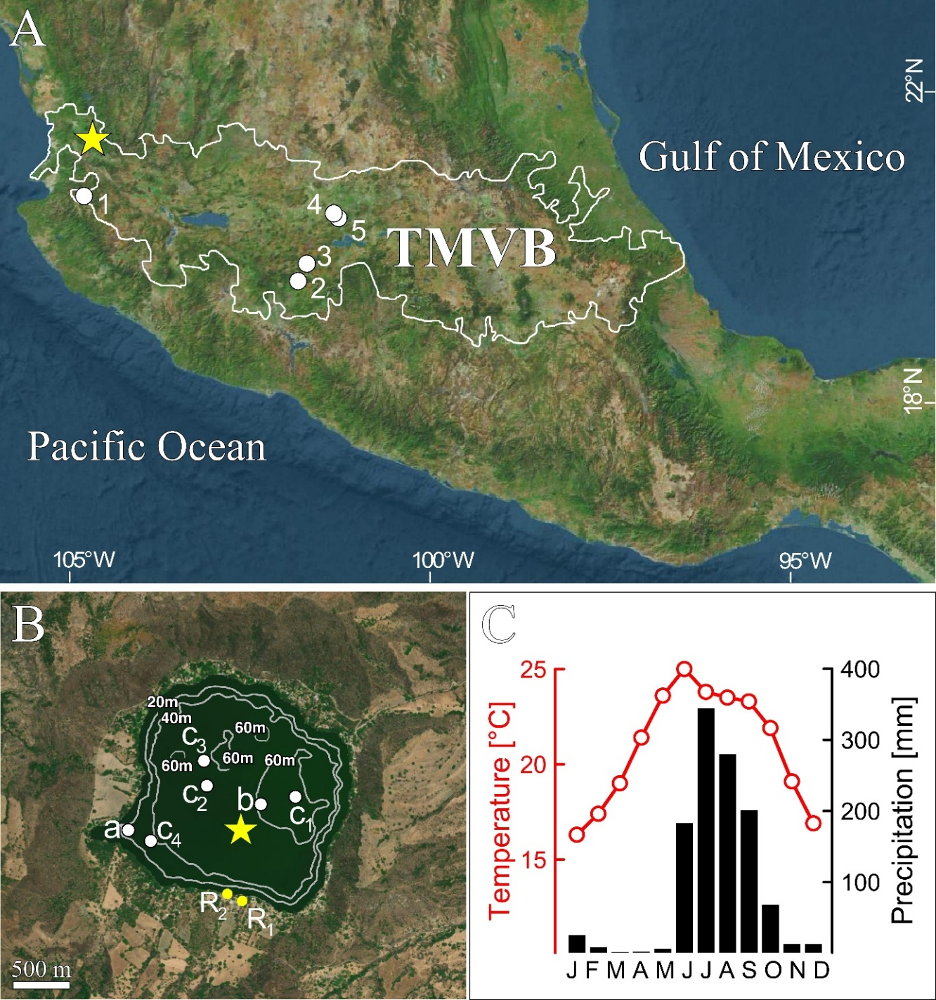 A
22°N
Gulf of Mexico
1
4
5
TMVB
3
2
18°N
Pacific Ocean
105°W
100°W
95°W
B
20m
40m
60m
C3
60m
60m
60m
C2
b
C1
a
C4
R2
R1
500 m
C
25
20
15
Temperature [°C]
400
300
200
100
Precipitation [mm]
J F M A M J J A S O N D